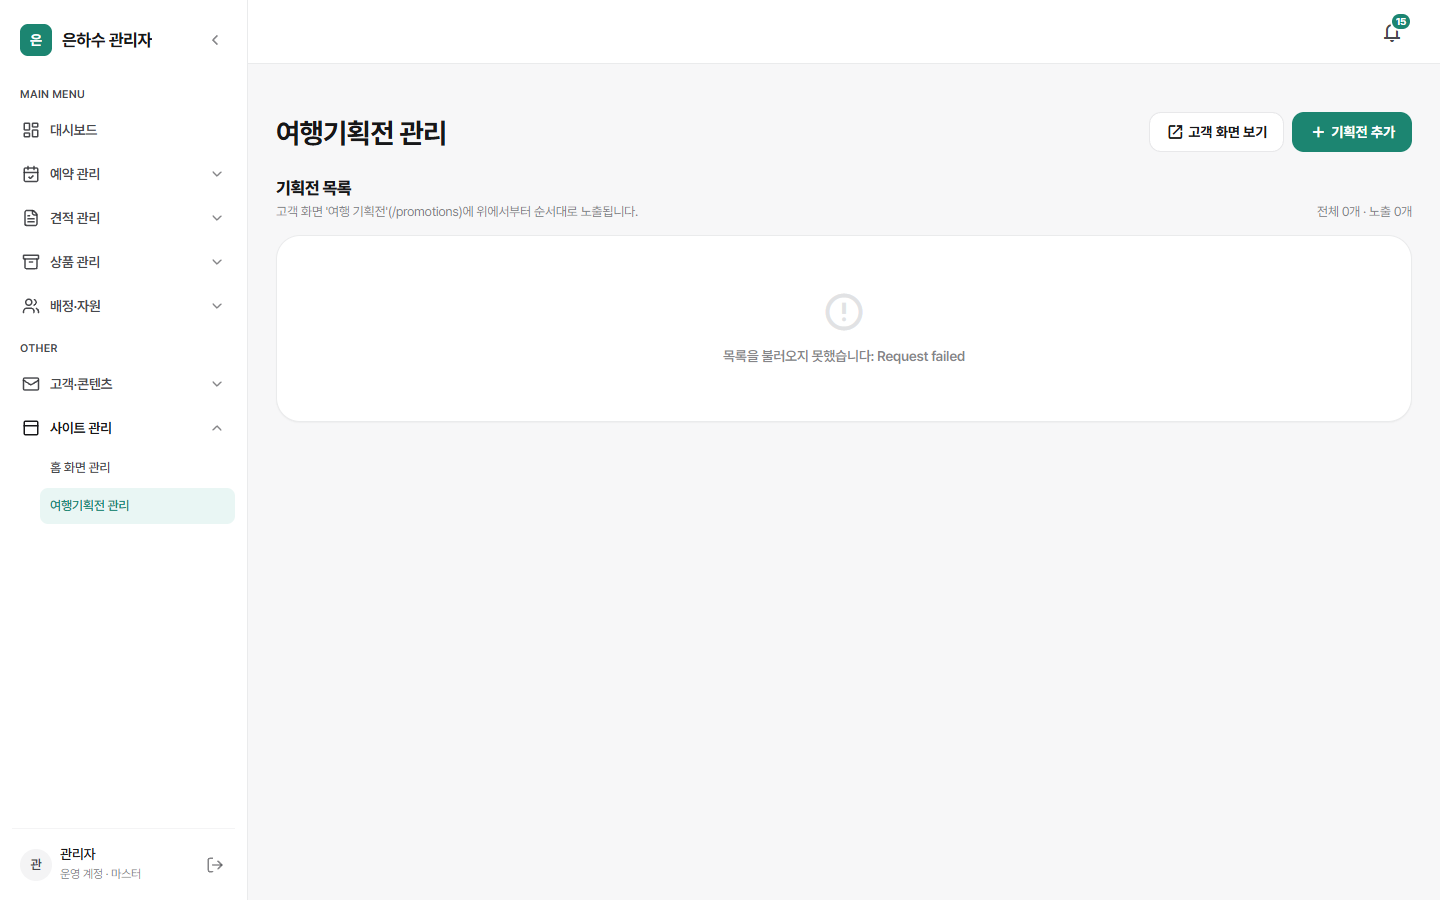 은 은하수 관리자
MAIN MENU
대시보드
예약 관리
견적 관리
상품 관리
배정·자원
OTHER
고객·콘텐츠
사이트 관리
홈 화면 관리
여행기획전 관리
관 관리자
운영 계정 · 마스터
15
여행기획전 관리
고객 화면 보기
기획전 추가
기획전 목록
고객 화면 '여행 기획전'(/promotions)에 위에서부터 순서대로 노출됩니다.
전체 0개 · 노출 0개
목록을 불러오지 못했습니다: Request failed